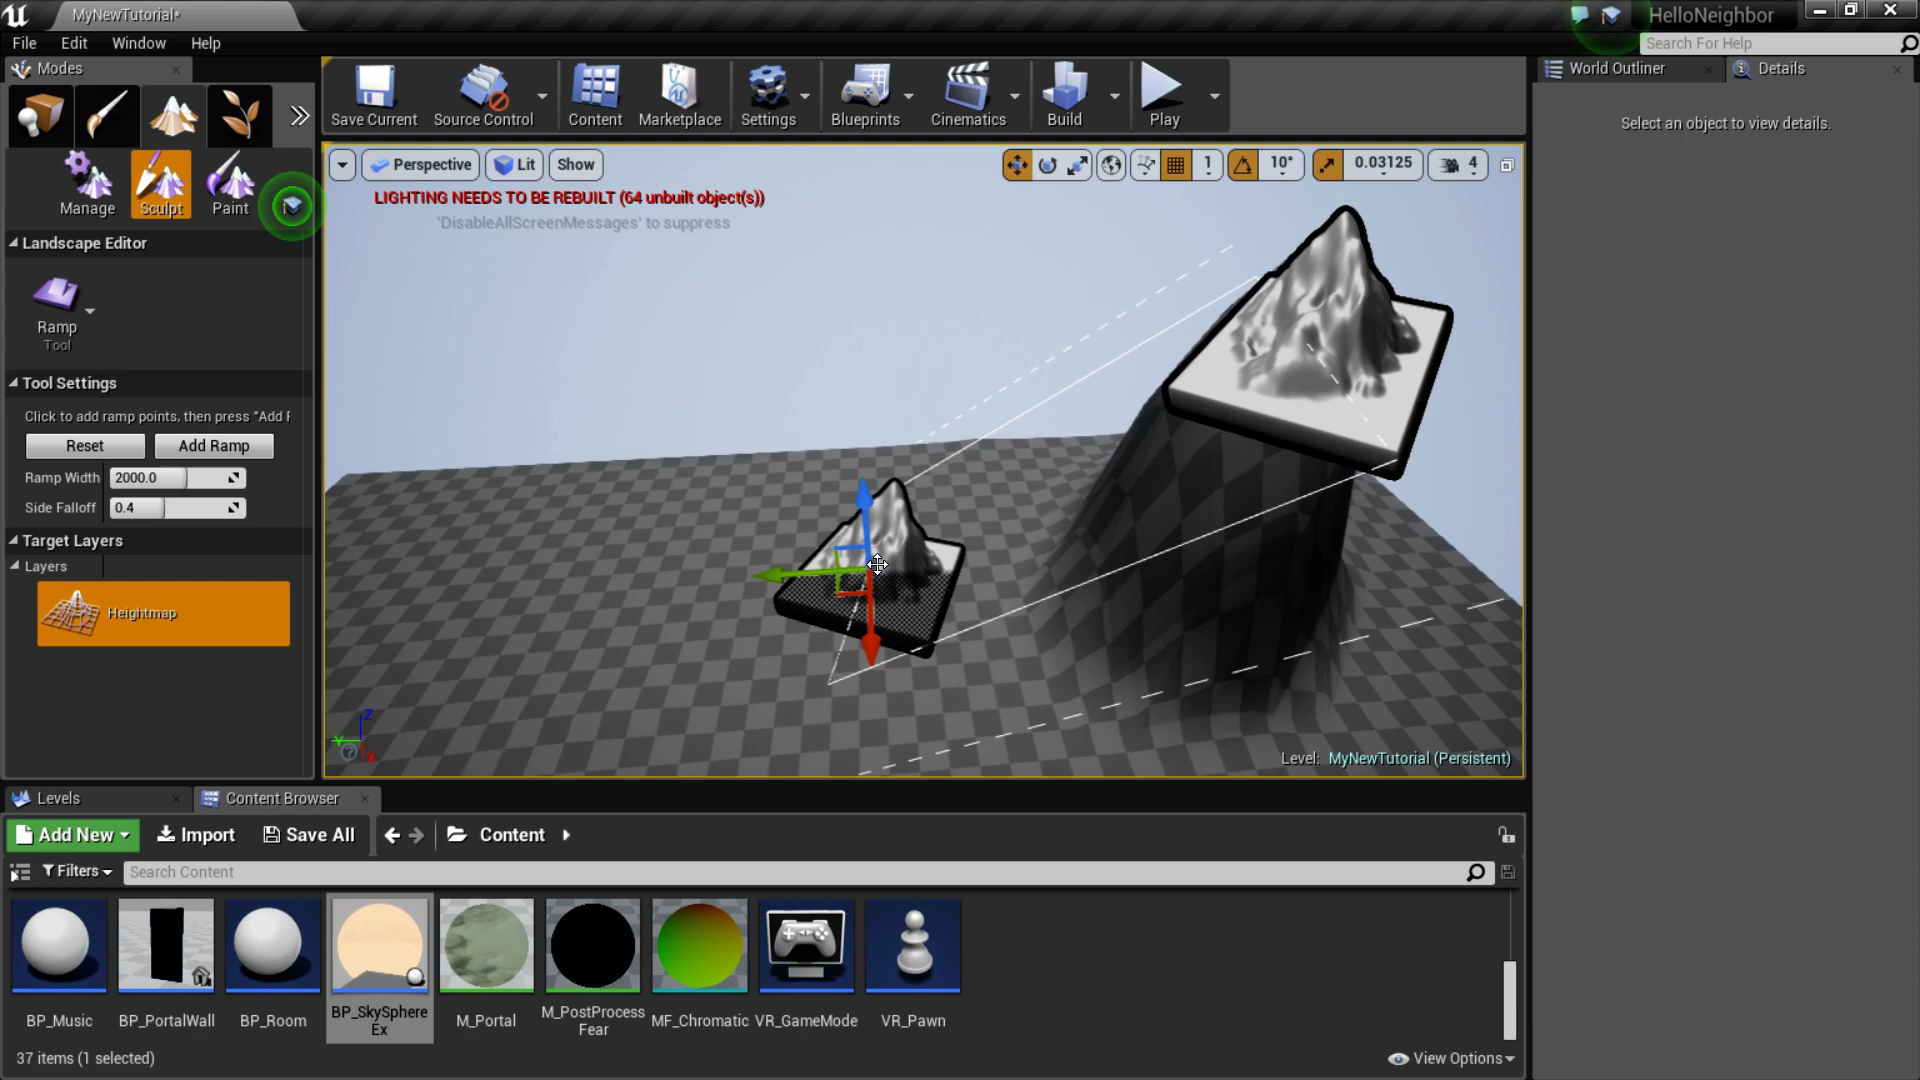 MyNewTutorial*
HelloNeighbor
File Edit Window Help
Search For Help
Modes
Save Current
Source Control
Content
Marketplace
Settings
Blueprints
Cinematics
Build
Play
World Outliner
Details
Select an object to view details.
Manage
Sculpt
Paint
Perspective
Lit
Show
1
10°
0.03125
4
LIGHTING NEEDS TO BE REBUILT (64 unbuilt object(s))
'DisableAllScreenMessages' to suppress
Landscape Editor
Ramp
Tool
Tool Settings
Click to add ramp points, then press "Add R
Reset
Add Ramp
Ramp Width 2000.0
Side Falloff 0.4
Target Layers
Layers
Heightmap
Z
Y
X
?
Level: MyNewTutorial (Persistent)
Levels
Content Browser
Add New
Import
Save All
Content
Filters
Search Content
BP_Music
BP_PortalWall
BP_Room
BP_SkySphere
Ex
M_Portal
M_PostProcess
Fear
MF_Chromatic
VR_GameMode
VR_Pawn
37 items (1 selected)
View Options